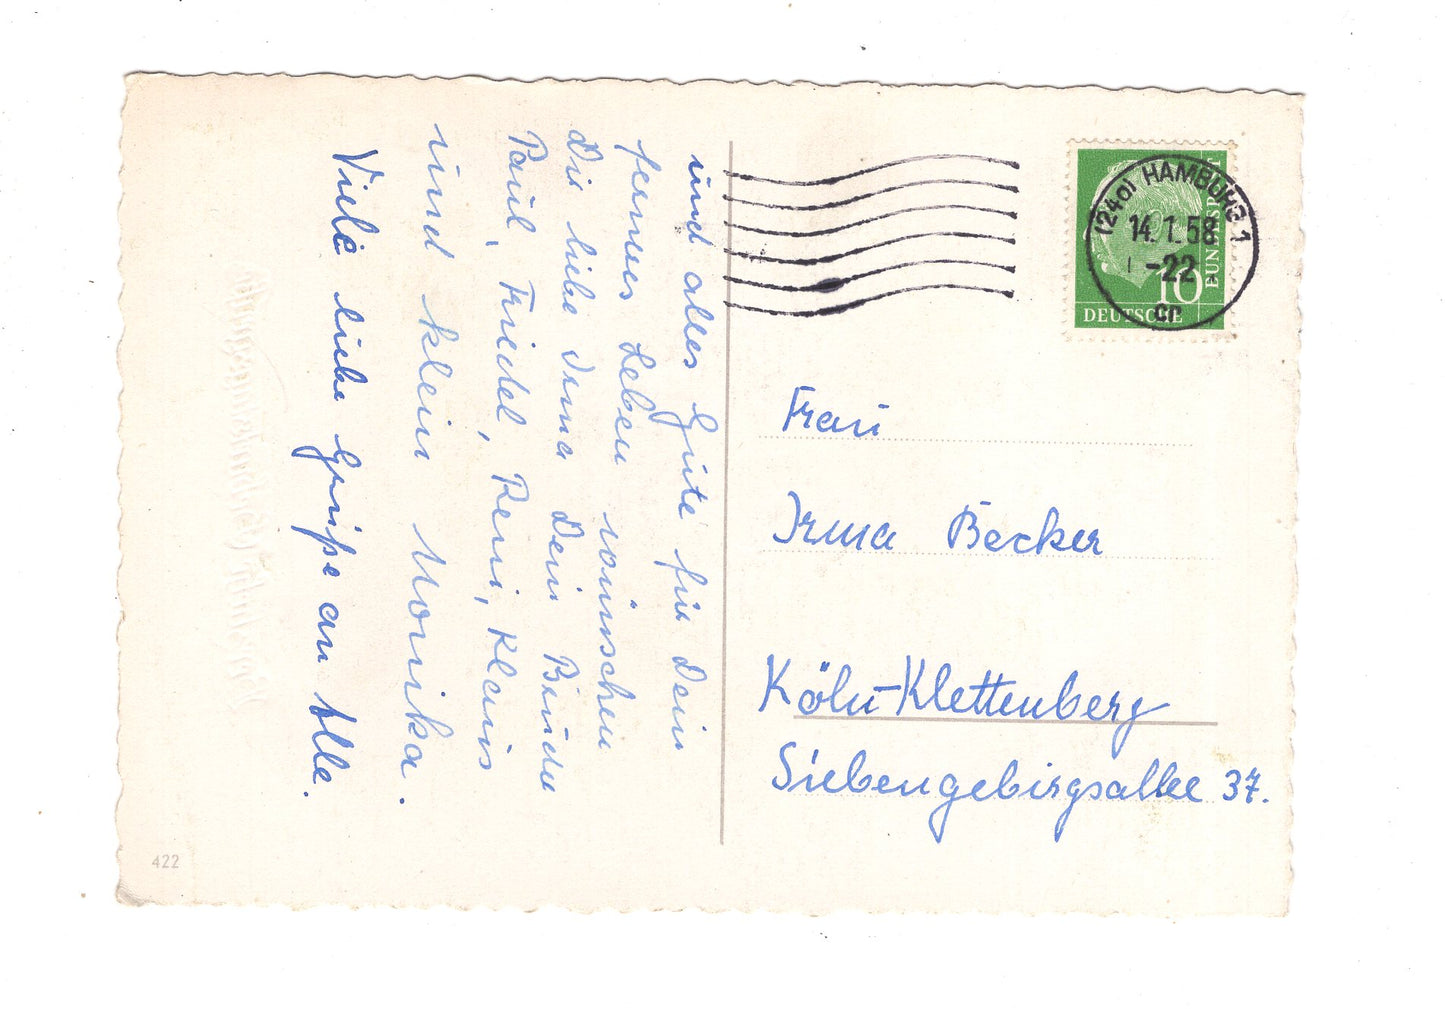 und alles Gute für Dein
ferneres Leben wünschen
Dir liebe Irma Dein Bruder
Paul, Friedel, Reni, Klaus
und klein Monika.
Viele liebe Grüße an Alle.
422
(24a) HAMBURG 1
14.1.58
-22
cn
DEUTSCHE
BUNDESPOST
10
Frau
Irma Becker
Köln-Klettenberg
Siebengebirgsallee 37.